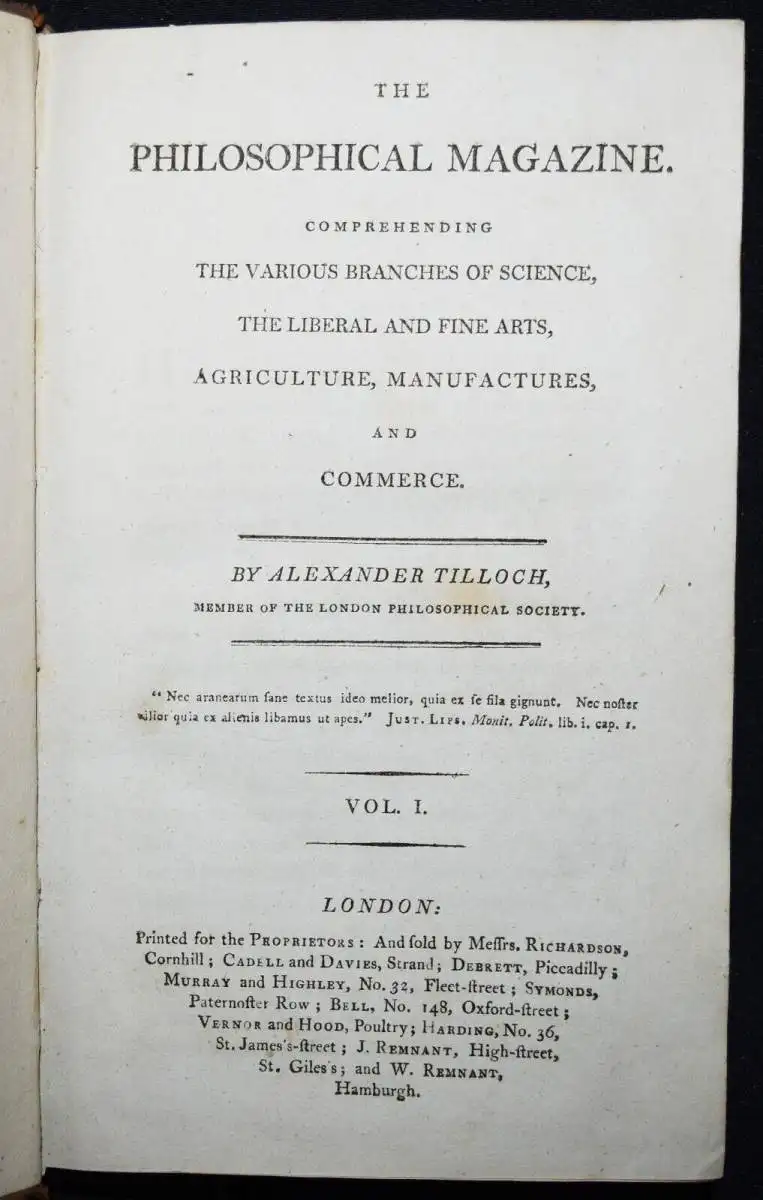 THE
PHILOSOPHICAL MAGAZINE.
COMPREHENDING
THE VARIOUS BRANCHES OF SCIENCE,
THE LIBERAL AND FINE ARTS,
AGRICULTURE, MANUFACTURES,
AND
COMMERCE.
BY ALEXANDER TILLOCH,
MEMBER OF THE LONDON PHILOSOPHICAL SOCIETY.
“ Nec aranearum ſane textus ideo melior, quia ex ſe fila gignunt. Nec noſter
vilior quia ex alienis libamus ut apes.” JUST. LIPS. Monit. Polit. lib. i. cap. 1.
VOL. I.
LONDON:
Printed for the PROPRIETORS: And ſold by Meſſrs. RICHARDSON,
Cornhill; CADELL and DAVIES, Strand; DEBRETT, Piccadilly;
MURRAY and HIGHLEY, No. 32, Fleet-ſtreet; SYMONDS,
Paternoſter Row; BELL, No. 148, Oxford-ſtreet;
VERNOR and HOOD, Poultry; HARDING, No. 36,
St. James's-ſtreet; J. REMNANT, High-ſtreet,
St. Giles's; and W. REMNANT,
Hamburgh.